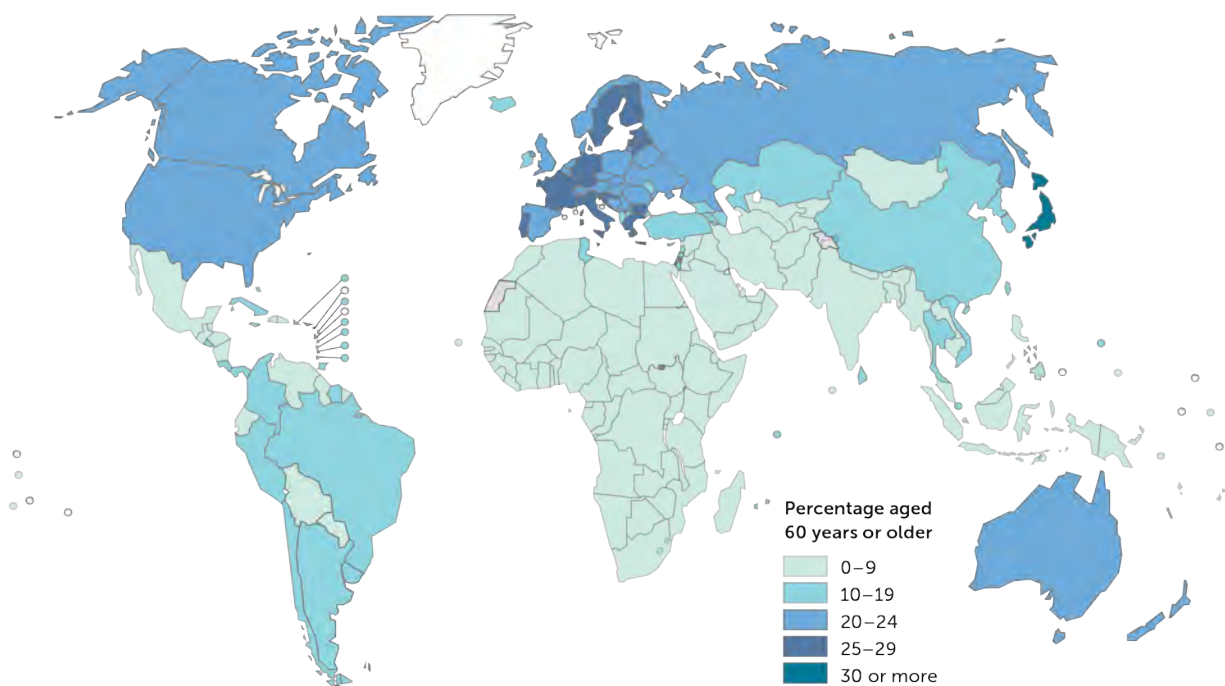 Percentage aged
60 years or older
0–9
10–19
20–24
25–29
30 or more